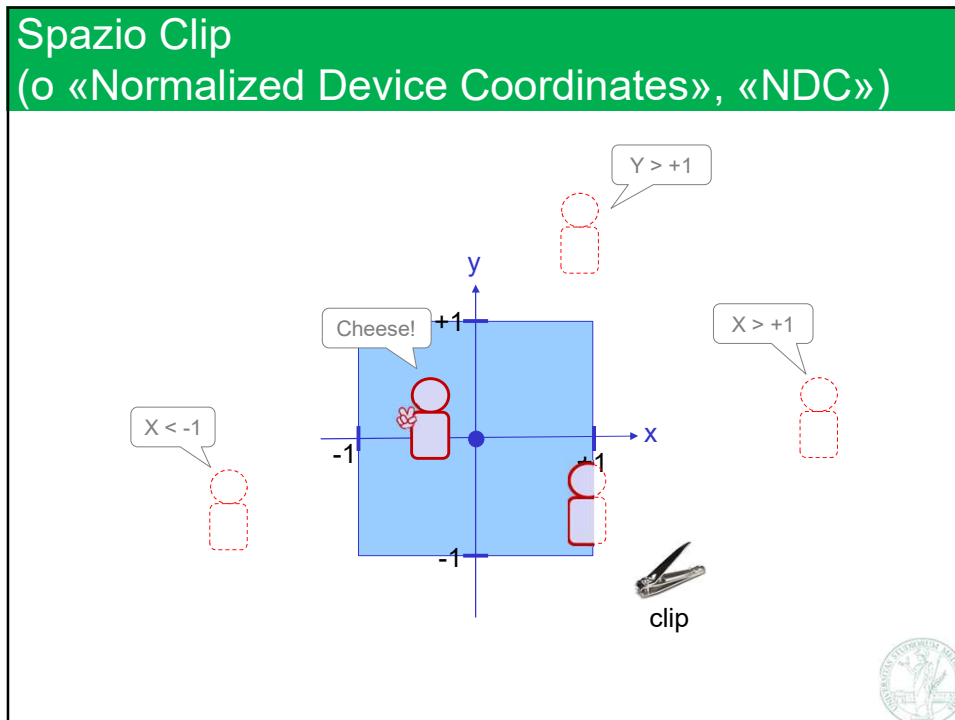 Spazio Clip
(o «Normalized Device Coordinates», «NDC»)
Y > +1
y
Cheese!
+1
X > +1
X < -1
x
-1
+1
-1
clip